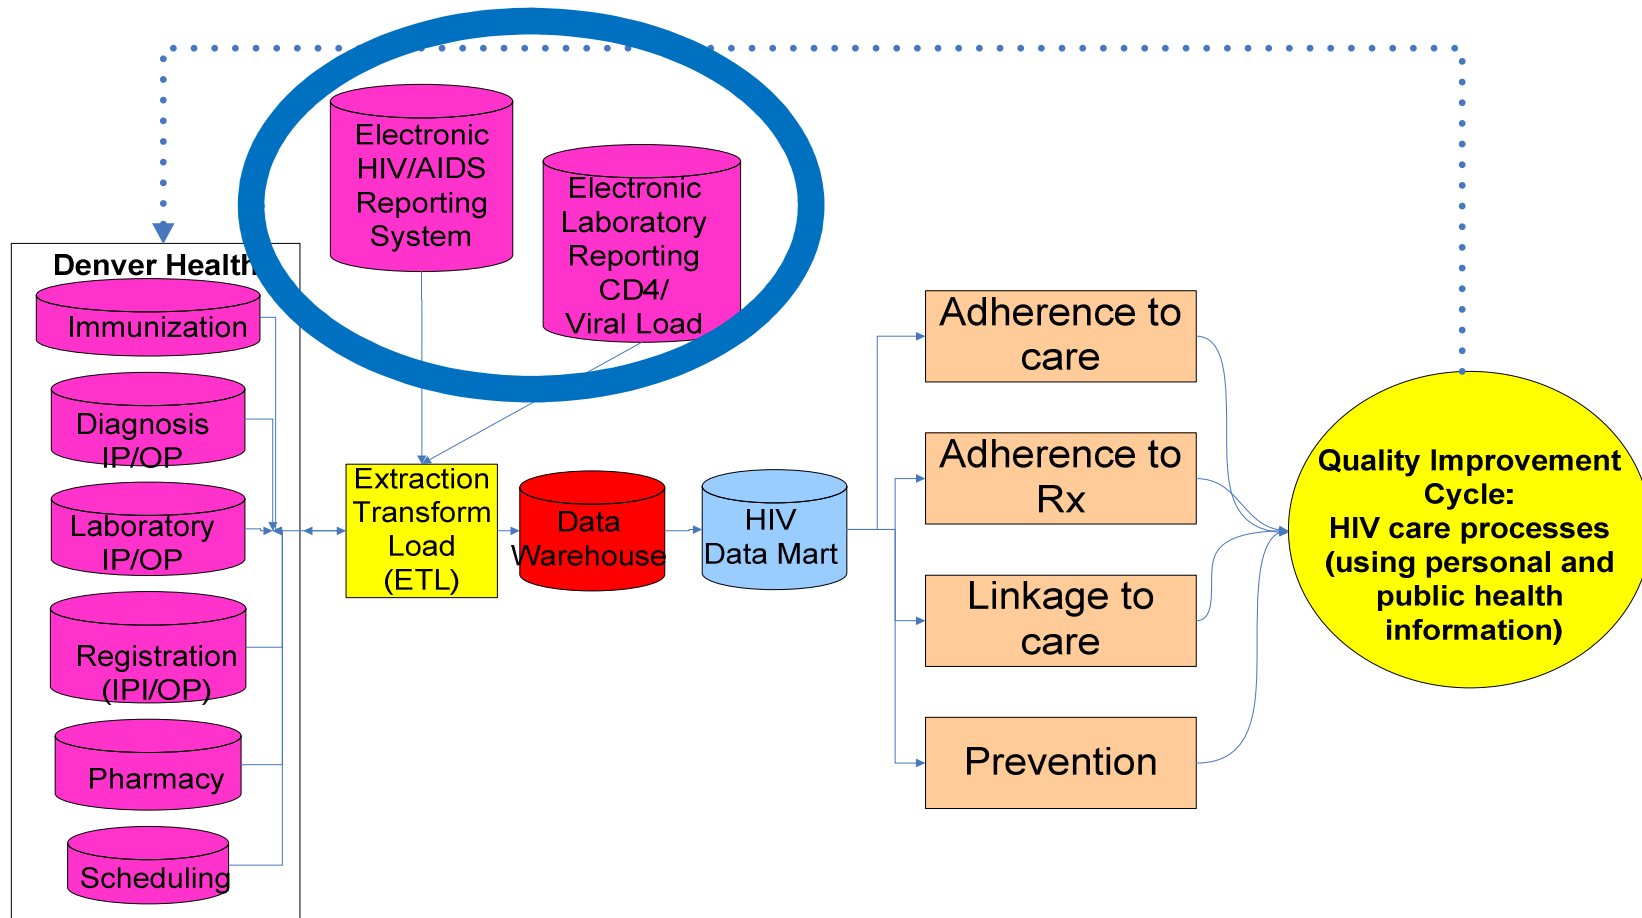 Electronic
HIV/AIDS
Reporting
System
Electronic
Laboratory
Reporting
CD4/
Viral Load
Denver Health
Immunization
Diagnosis
IP/OP
Laboratory
IP/OP
Registration
(IPI/OP)
Pharmacy
Scheduling
Extraction
Transform
Load
(ETL)
Data
Warehouse
HIV
Data Mart
Adherence to
care
Adherence to
Rx
Linkage to
care
Prevention
Quality Improvement
Cycle:
HIV care processes
(using personal and
public health
information)